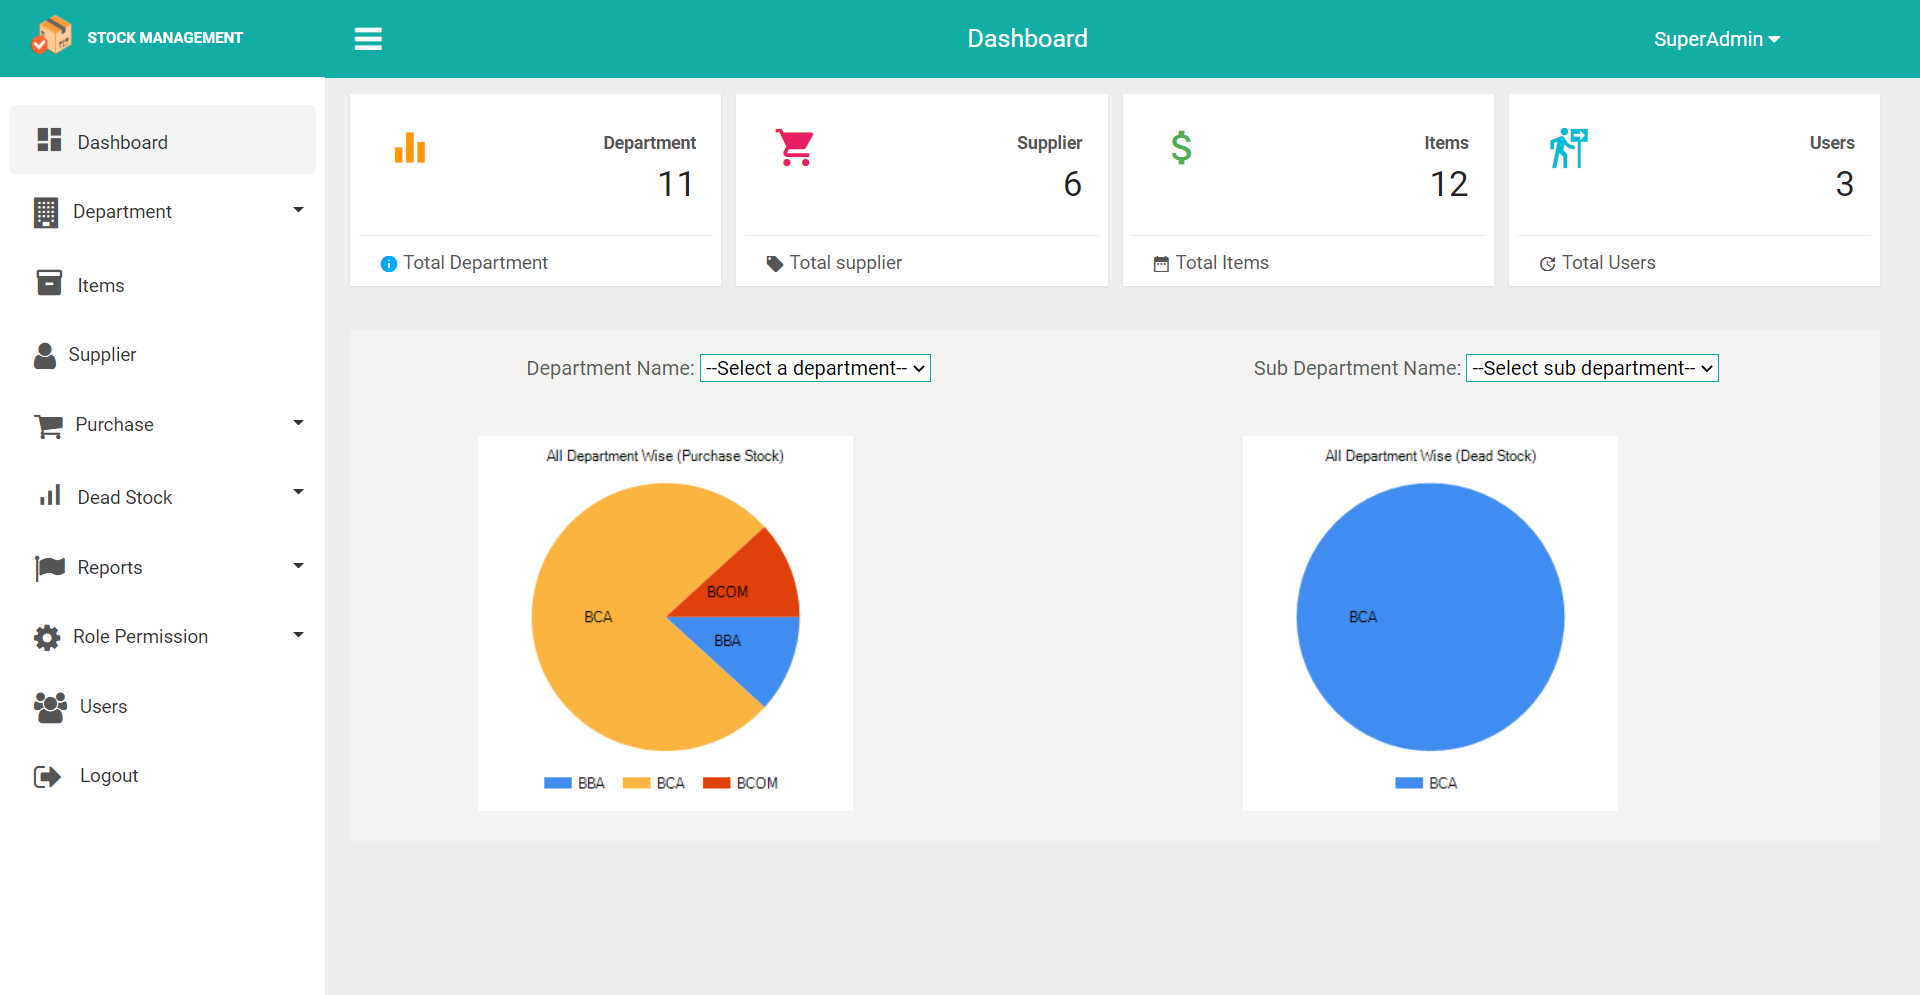 STOCK MANAGEMENT
Dashboard
SuperAdmin
Dashboard
Department
Items
Supplier
Purchase
Dead Stock
Reports
Role Permission
Users
Logout
Department
11
Total Department
Supplier
6
Total supplier
Items
12
Total Items
Users
3
Total Users
Department Name: --Select a department--
Sub Department Name: --Select sub department--
All Department Wise (Purchase Stock)
BCOM
BCA
BBA
BBA BCA BCOM
All Department Wise (Dead Stock)
BCA
BCA